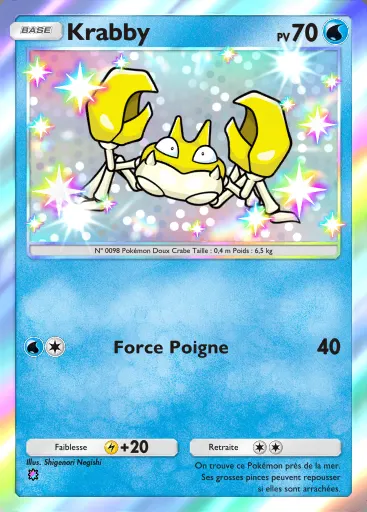 BASE Krabby PV 70
N° 0098 Pokémon Doux Crabe Taille : 0,4 m Poids : 6,5 kg
Force Poigne 40
Faiblesse +20 Retraite
Illus. Shigenori Negishi
On trouve ce Pokémon près de la mer.
Ses grosses pinces peuvent repousser
si elles sont arrachées.